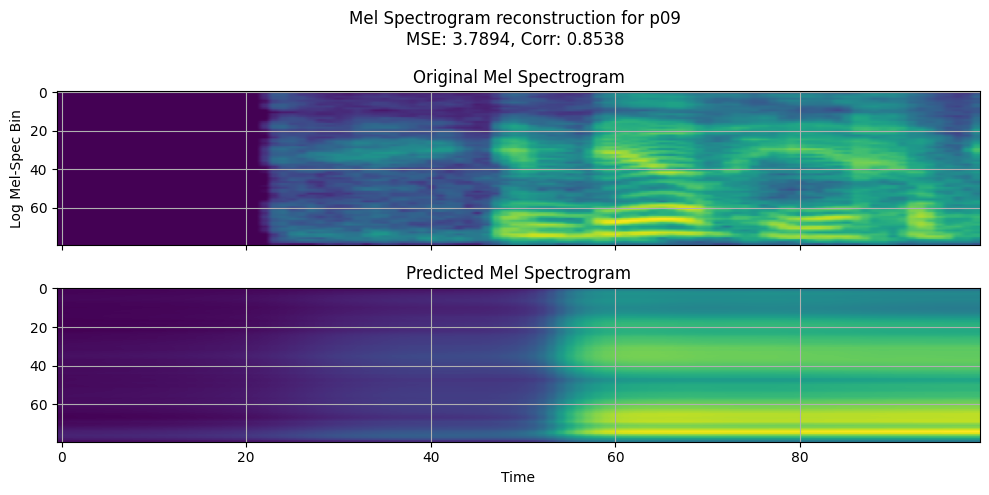 Mel Spectrogram reconstruction for p09
MSE: 3.7894, Corr: 0.8538
Original Mel Spectrogram
0
20
40
60
Log Mel-Spec Bin
Predicted Mel Spectrogram
0
20
40
60
0 20 40 60 80
Time